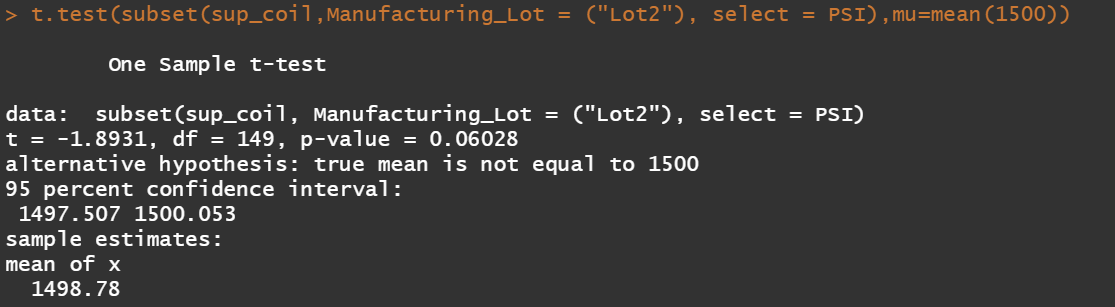 > t.test(subset(sup_coil,Manufacturing_Lot = ("Lot2"), select = PSI),mu=mean(1500))
One Sample t-test
data:  subset(sup_coil, Manufacturing_Lot = ("Lot2"), select = PSI)
t = -1.8931, df = 149, p-value = 0.06028
alternative hypothesis: true mean is not equal to 1500
95 percent confidence interval:
 1497.507 1500.053
sample estimates:
mean of x
  1498.78